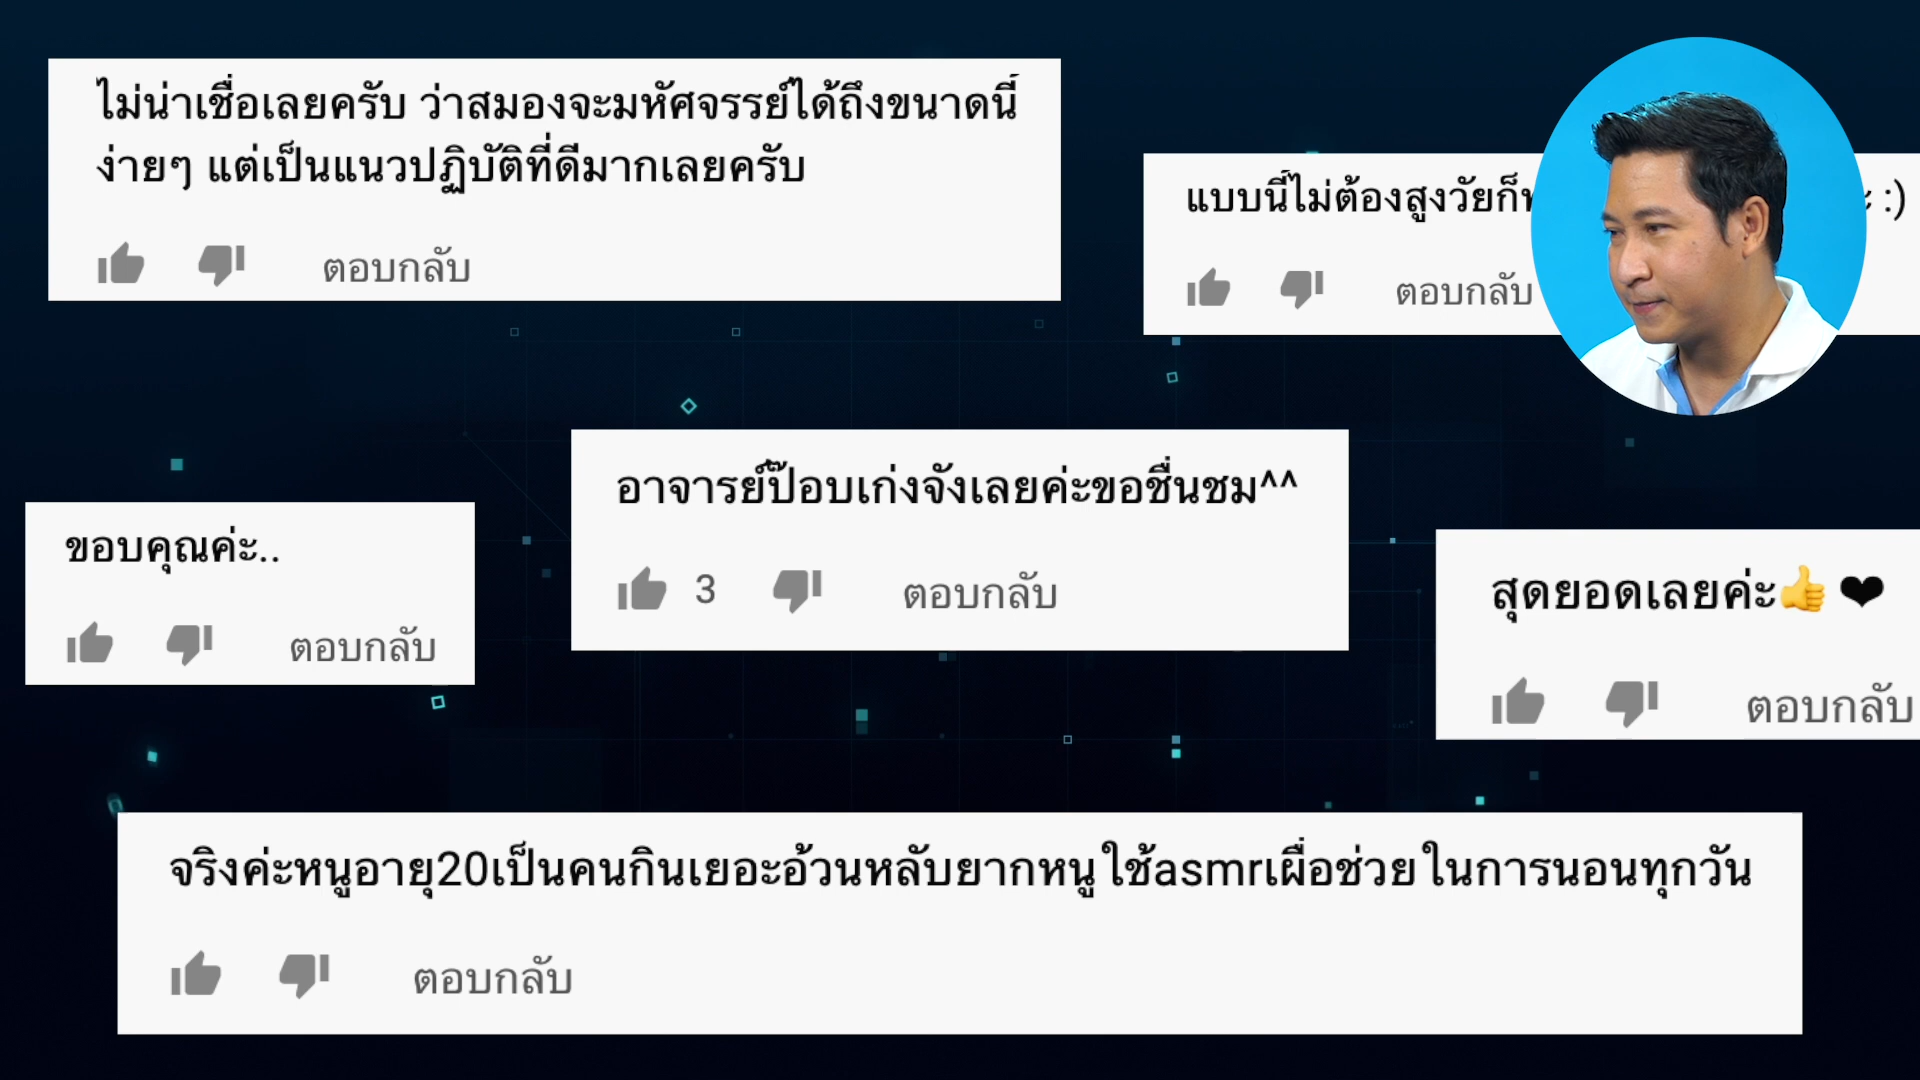 ไม่น่าเชื่อเลยครับ ว่าสมองจะมหัศจรรย์ได้ถึงขนาดนี้
ง่ายๆ แต่เป็นแนวปฏิบัติที่ดีมากเลยครับ
ตอบกลับ
แบบนี้ไม่ต้องสูงวัยก็ :)
ตอบกลับ
อาจารย์ป๊อบเก่งจังเลยค่ะขอชื่นชม^^
3 ตอบกลับ
ขอบคุณค่ะ..
ตอบกลับ
สุดยอดเลยค่ะ👍❤
ตอบกลับ
จริงค่ะหนูอายุ20เป็นคนกินเยอะอ้วนหลับยากหนูใช้asmrเผื่อช่วยในการนอนทุกวัน
ตอบกลับ